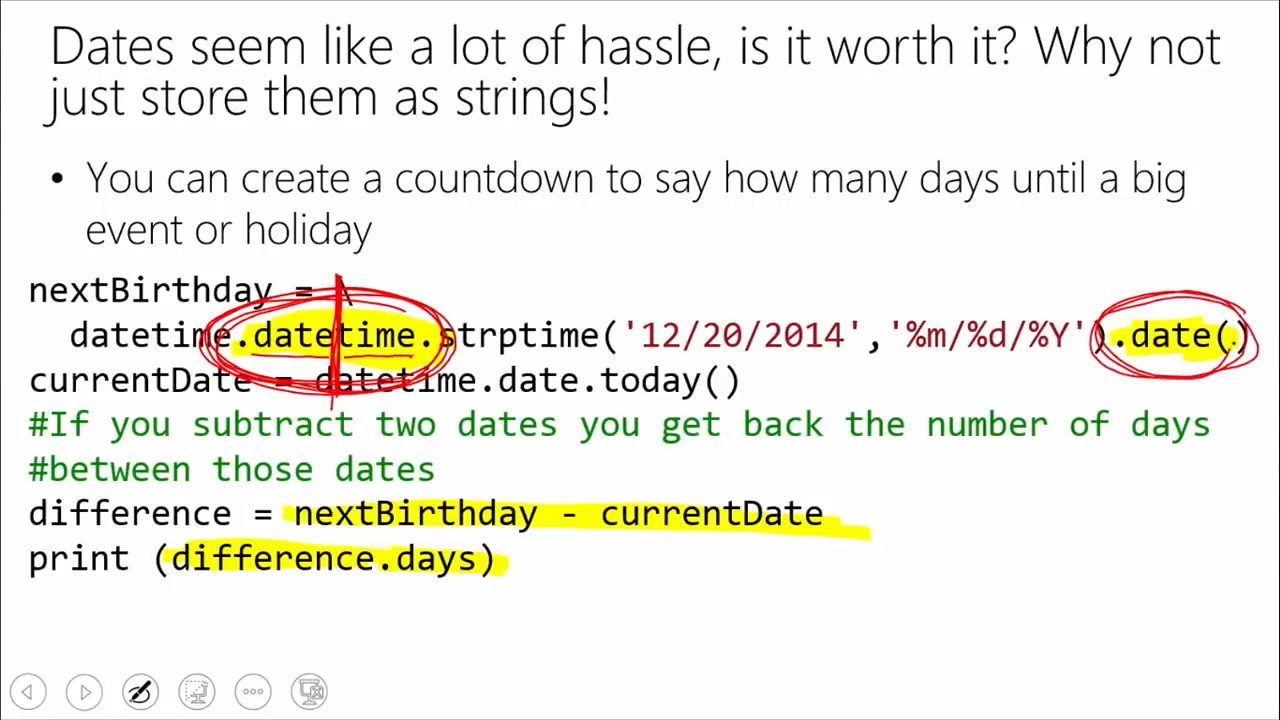 Dates seem like a lot of hassle, is it worth it? Why not
just store them as strings!
• You can create a countdown to say how many days until a big
event or holiday
nextBirthday = \
datetime.datetime.strptime('12/20/2014','%m/%d/%Y').date()
currentDate = datetime.date.today()
#If you subtract two dates you get back the number of days
#between those dates
difference = nextBirthday - currentDate
print (difference.days)